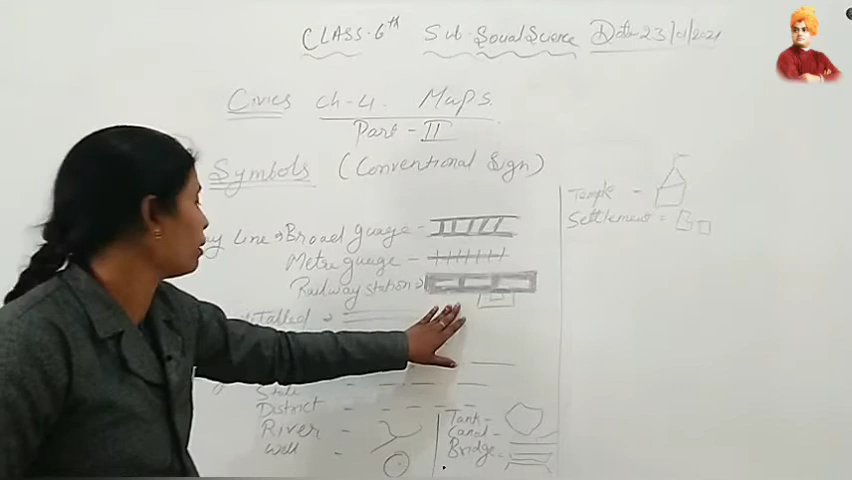 CLASS-6th Sub-Social Science Date 23/01/2021
Civics Ch-4. Maps.
Part-II
Symbols (Conventional Sign)
Line → Broad guage -
Metre guage -
Railway station →
State
District
River -
Well -
Tank -
Canal -
Bridge -
Temple -
Settlement =